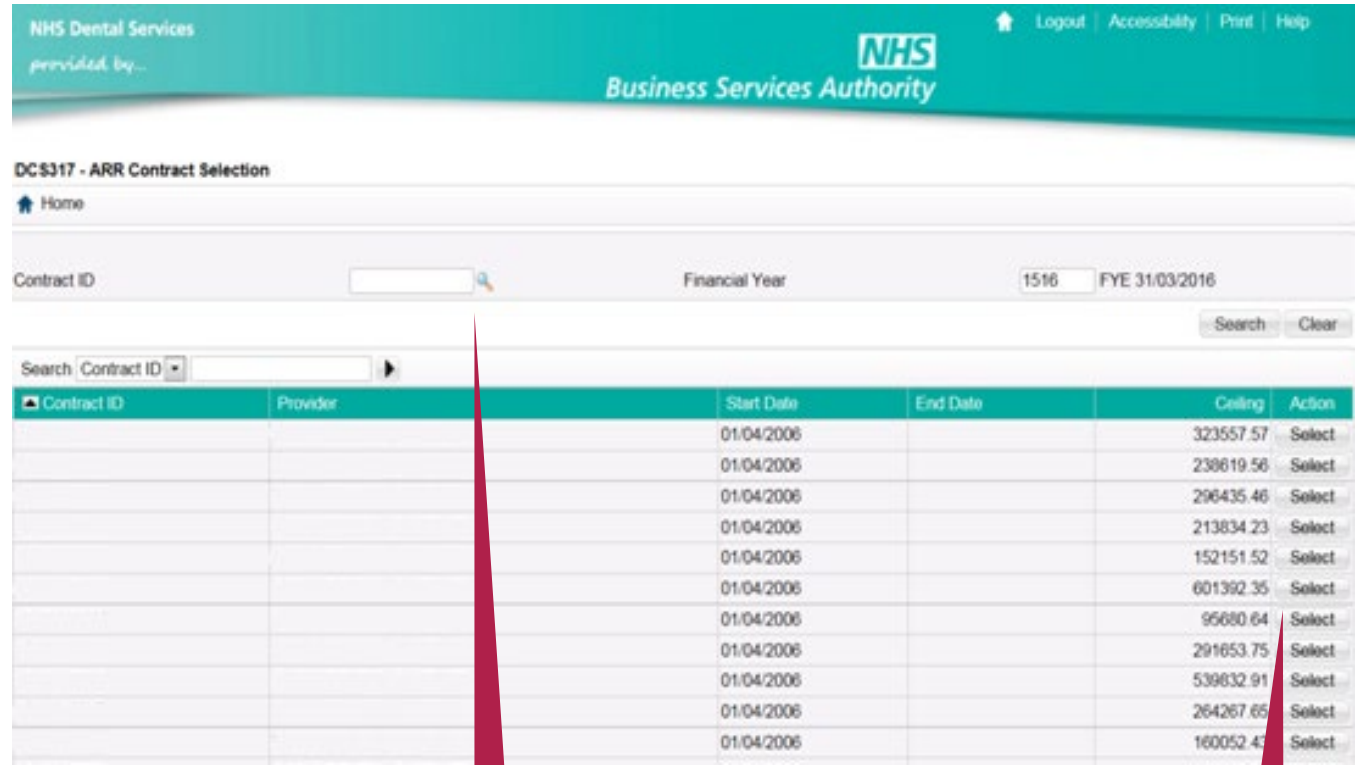 NHS Dental Services
provided by...
Logout | Accessibility | Print | Help
NHS
Business Services Authority
DCS317 - ARR Contract Selection
Home
Contract ID Financial Year 1516 FYE 31/03/2016
Search Clear
Search Contract ID
Contract ID Provider Start Date End Date Ceiling Action
01/04/2006 323557.57 Select
01/04/2006 238619.56 Select
01/04/2006 296435.46 Select
01/04/2006 213834.23 Select
01/04/2006 152151.52 Select
01/04/2006 601392.35 Select
01/04/2006 95680.64 Select
01/04/2006 291653.75 Select
01/04/2006 539832.91 Select
01/04/2006 264267.65 Select
01/04/2006 160052.43 Select